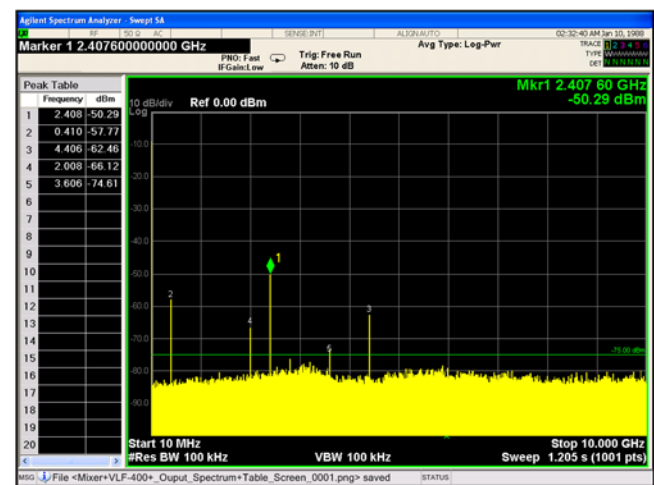 Agilent Spectrum Analyzer - Swept SA
RF 50 Ω AC SENSE:INT ALIGN AUTO 02:32:40 AM Jan 10, 1988
Marker 1 2.407600000000 GHz
PNO: Fast
IFGain:Low
Trig: Free Run
Atten: 10 dB
Avg Type: Log-Pwr
TRACE 1 2 3 4 5 6
TYPE
DET N N N N N N
Peak Table
Frequency dBm
1 2.408 -50.29
2 0.410 -57.77
3 4.406 -62.46
4 2.008 -66.12
5 3.606 -74.61
6
7
8
9
10
11
12
13
14
15
16
17
18
19
20
Mkr1 2.407 60 GHz
-50.29 dBm
10 dB/div Ref 0.00 dBm
Log
-10.0
-20.0
-30.0
-40.0
-50.0
-60.0
-70.0
-80.0
-90.0
1
2
3
4
5
-75.00 dBm
Start 10 MHz
Stop 10.000 GHz
#Res BW 100 kHz VBW 100 kHz Sweep 1.205 s (1001 pts)
MSG File <Mixer+VLF-400+_Ouput_Spectrum+Table_Screen_0001.png> saved STATUS